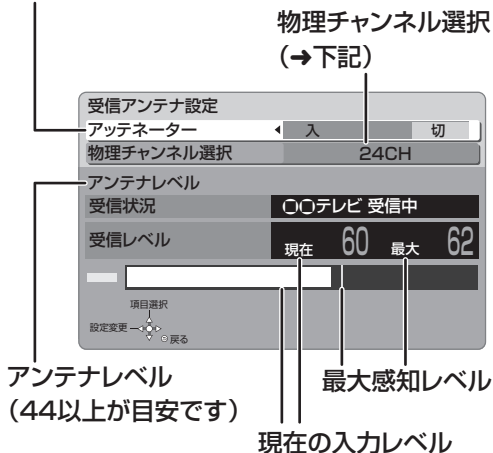 物理チャンネル選択
(➔下記)
受信アンテナ設定
アッテネーター 入 切
物理チャンネル選択 24CH
アンテナレベル
受信状況 ○○テレビ 受信中
受信レベル 現在 60 最大 62
項目選択
設定変更 戻る
アンテナレベル
(44以上が目安です)
最大感知レベル
現在の入力レベル